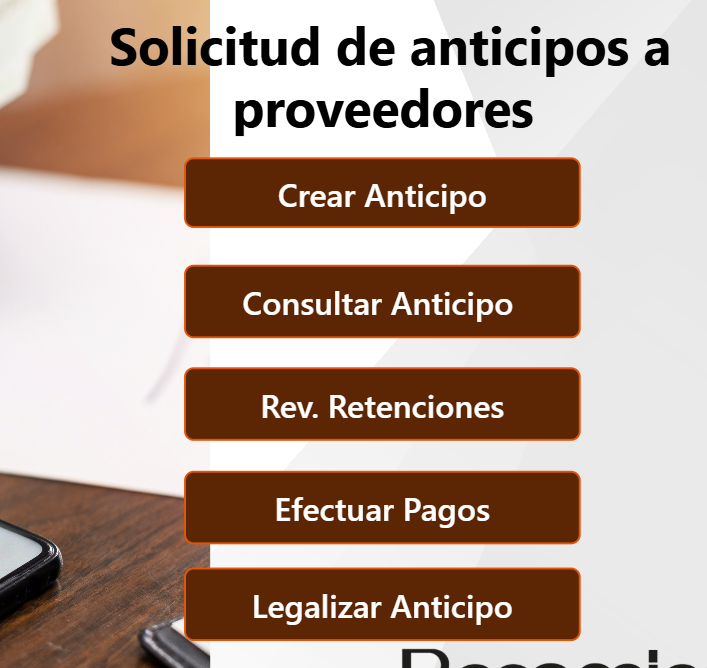 Solicitud de anticipos a
proveedores
Crear Anticipo
Consultar Anticipo
Rev. Retenciones
Efectuar Pagos
Legalizar Anticipo